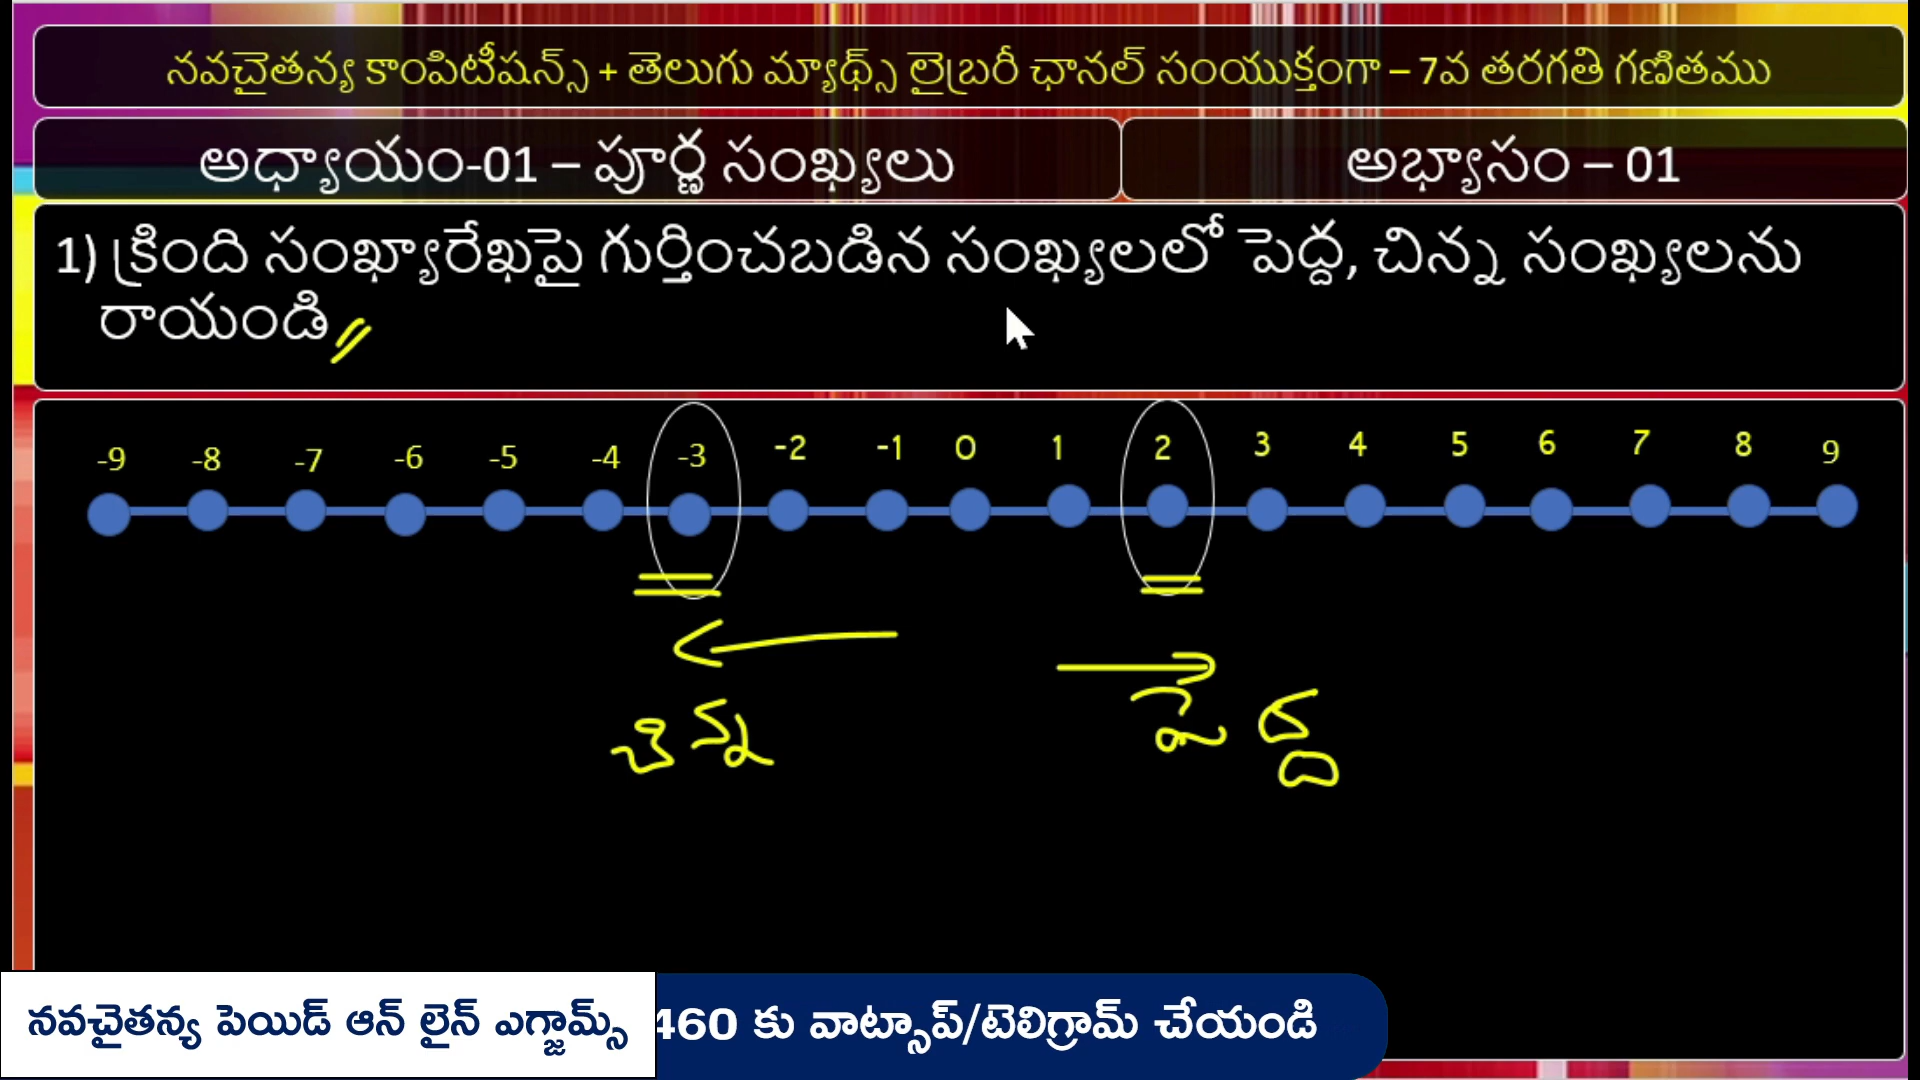 నవచైతన్య కాంపిటీషన్స్ + తెలుగు మ్యాథ్స్ లైబ్రరీ ఛానల్ సంయుక్తంగా – 7వ తరగతి గణితము
అధ్యాయం-01 – పూర్ణ సంఖ్యలు
అభ్యాసం – 01
1) క్రింది సంఖ్యారేఖపై గుర్తించబడిన సంఖ్యలలో పెద్ద, చిన్న సంఖ్యలను
రాయండి
-9 -8 -7 -6 -5 -4 -3 -2 -1 0 1 2 3 4 5 6 7 8 9
చిన్న పెద్ద
నవచైతన్య పెయిడ్ ఆన్ లైన్ ఎగ్జామ్స్ 460 కు వాట్సాప్/టెలిగ్రామ్ చేయండి